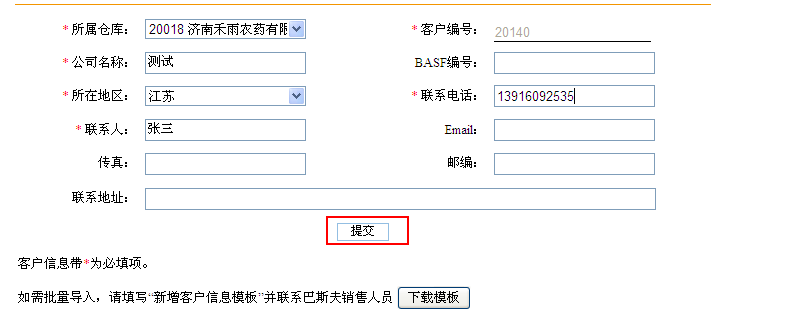 *所属仓库： 20018 济南禾雨农药有限 *客户编号： 20140
*公司名称： 测试 BASF编号：
*所在地区： 江苏 *联系电话： 13916092535
*联系人： 张三 Email：
传真： 邮编：
联系地址：
提交
客户信息带*为必填项。
如需批量导入，请填写“新增客户信息模板”并联系巴斯夫销售人员 下载模板